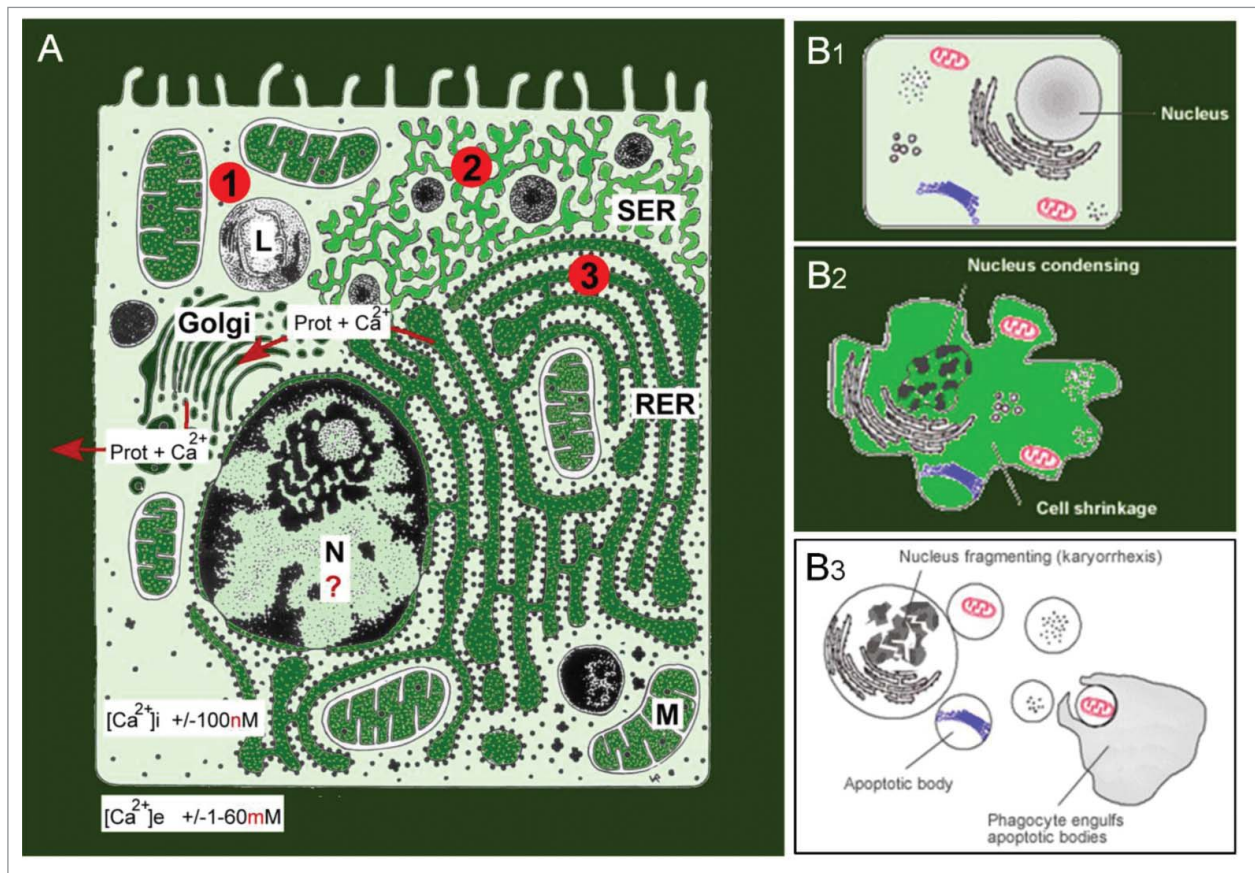 A
1
2
SER
L
3
Golgi
Prot + Ca2+
RER
Prot + Ca2+
N
?
M
[Ca2+]i +/-100nM
[Ca2+]e +/-1-60mM
B1
Nucleus
B2
Nucleus condensing
Cell shrinkage
B3
Nucleus fragmenting (karyorrhexis)
Apoptotic body
Phagocyte engulfs
apoptotic bodies